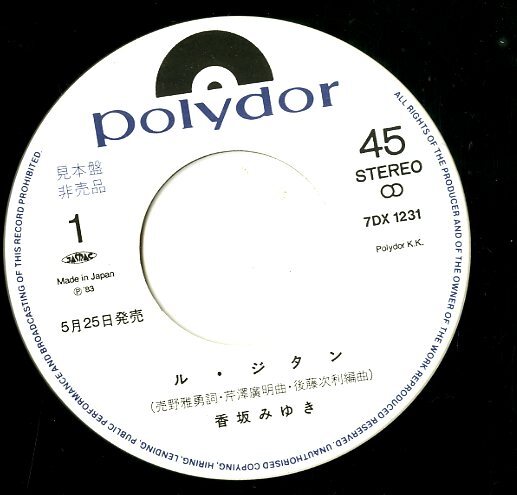 polydor
見本盤
非売品
45
STEREO
1
7DX 1231
JASRAC
Polydor K.K.
Made in Japan
Ⓟ '83
5月25日発売
ル・ジタン
(売野雅勇詞・芹澤廣明曲・後藤次利編曲)
香坂みゆき
ALL RIGHTS OF THE PRODUCER AND OF THE OWNER OF THE WORK REPRODUCED RESERVED. UNAUTHORISED COPYING, HIRING, LENDING, PUBLIC PERFORMANCE AND BROADCASTING OF THIS RECORD PROHIBITED.